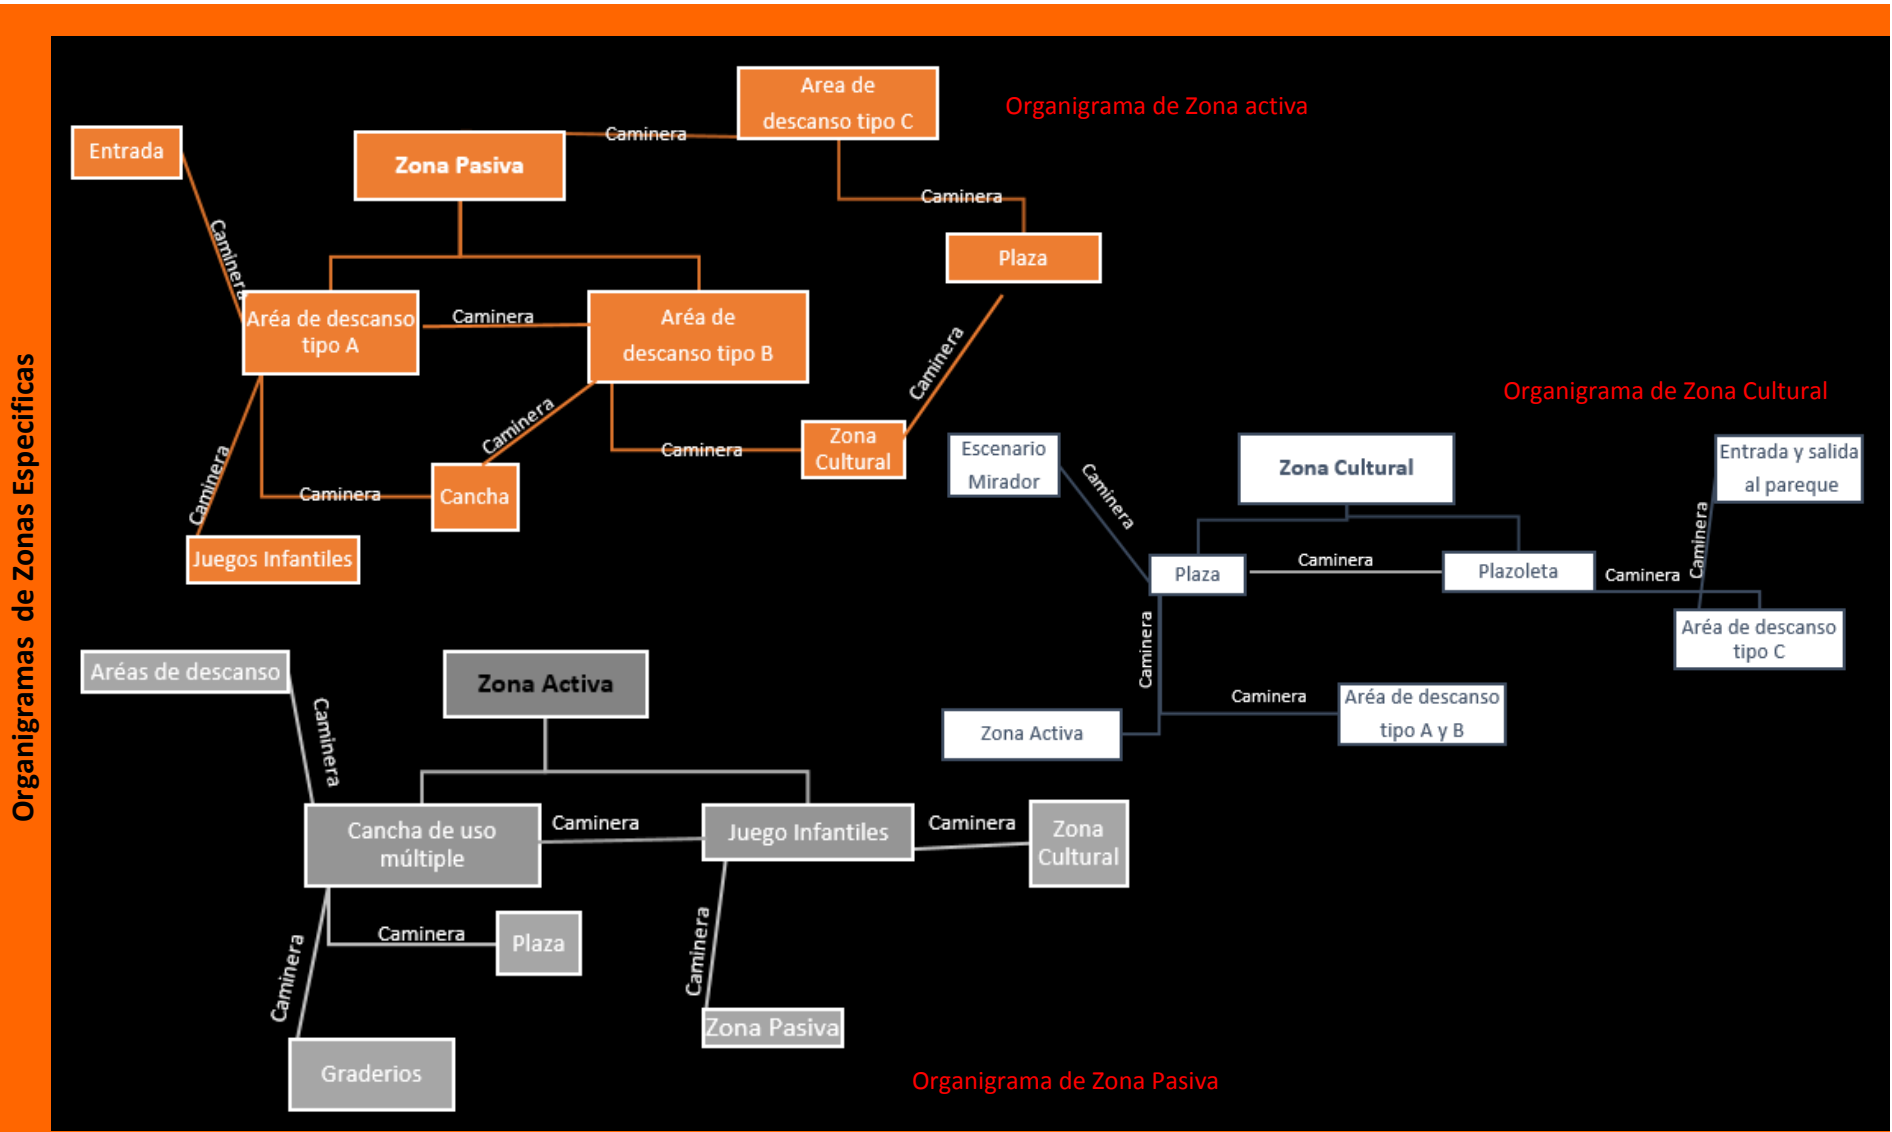 Organigramas de Zonas Especificas
Organigrama de Zona activa
Area de
descanso tipo C
Caminera
Entrada
Zona Pasiva
Caminera
Caminera
Plaza
Aréa de descanso
tipo A
Caminera
Aréa de
descanso tipo B
Caminera
Caminera
Caminera
Zona
Cultural
Caminera
Caminera
Caminera
Cancha
Juegos Infantiles
Organigrama de Zona Cultural
Escenario
Mirador
Zona Cultural
Entrada y salida
al pareque
Caminera
Caminera
Plaza
Caminera
Plazoleta
Caminera
Aréa de descanso
tipo C
Caminera
Caminera
Aréa de descanso
tipo A y B
Zona Activa
Aréas de descanso
Zona Activa
Caminera
Cancha de uso
múltiple
Caminera
Juego Infantiles
Caminera
Zona
Cultural
Caminera
Plaza
Caminera
Caminera
Zona Pasiva
Graderios
Organigrama de Zona Pasiva